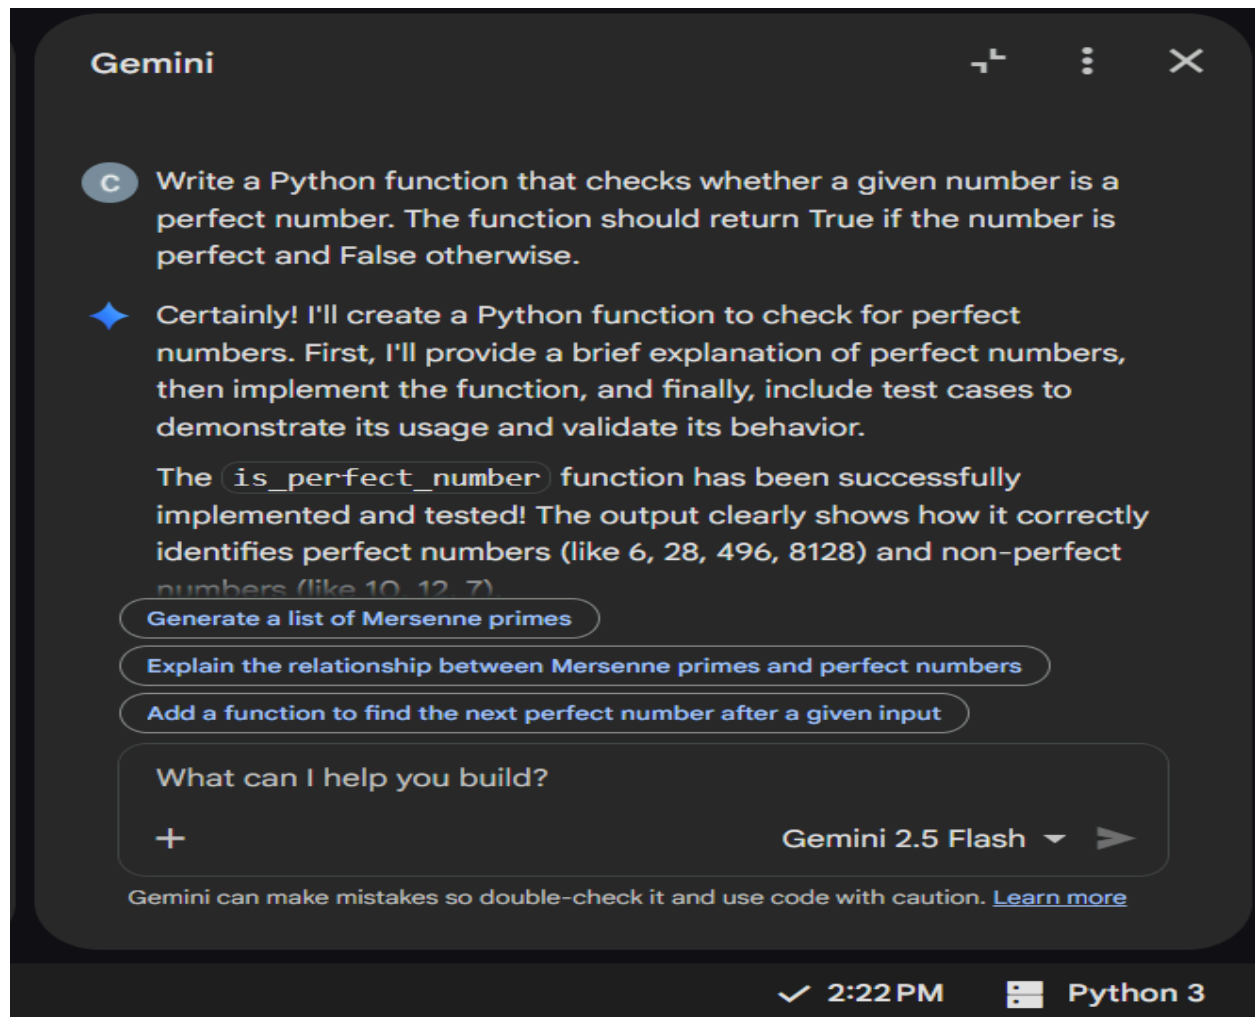 Gemini
C
Write a Python function that checks whether a given number is a
perfect number. The function should return True if the number is
perfect and False otherwise.
Certainly! I'll create a Python function to check for perfect
numbers. First, I'll provide a brief explanation of perfect numbers,
then implement the function, and finally, include test cases to
demonstrate its usage and validate its behavior.
The is_perfect_number function has been successfully
implemented and tested! The output clearly shows how it correctly
identifies perfect numbers (like 6, 28, 496, 8128) and non-perfect
numbers (like 10, 12, 7).
Generate a list of Mersenne primes
Explain the relationship between Mersenne primes and perfect numbers
Add a function to find the next perfect number after a given input
What can I help you build?
Gemini 2.5 Flash
Gemini can make mistakes so double-check it and use code with caution. Learn more
2:22 PM
Python 3